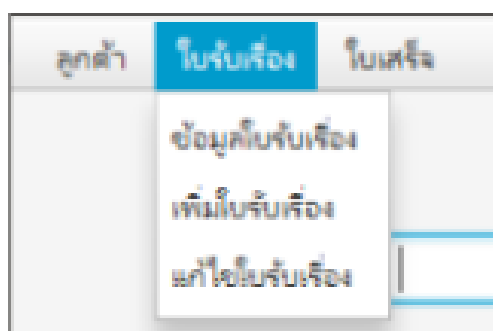 ลูกค้า ใบรับเรื่อง ใบเสร็จ
ข้อมูลใบรับเรื่อง
เพิ่มใบรับเรื่อง
แก้ไขใบรับเรื่อง